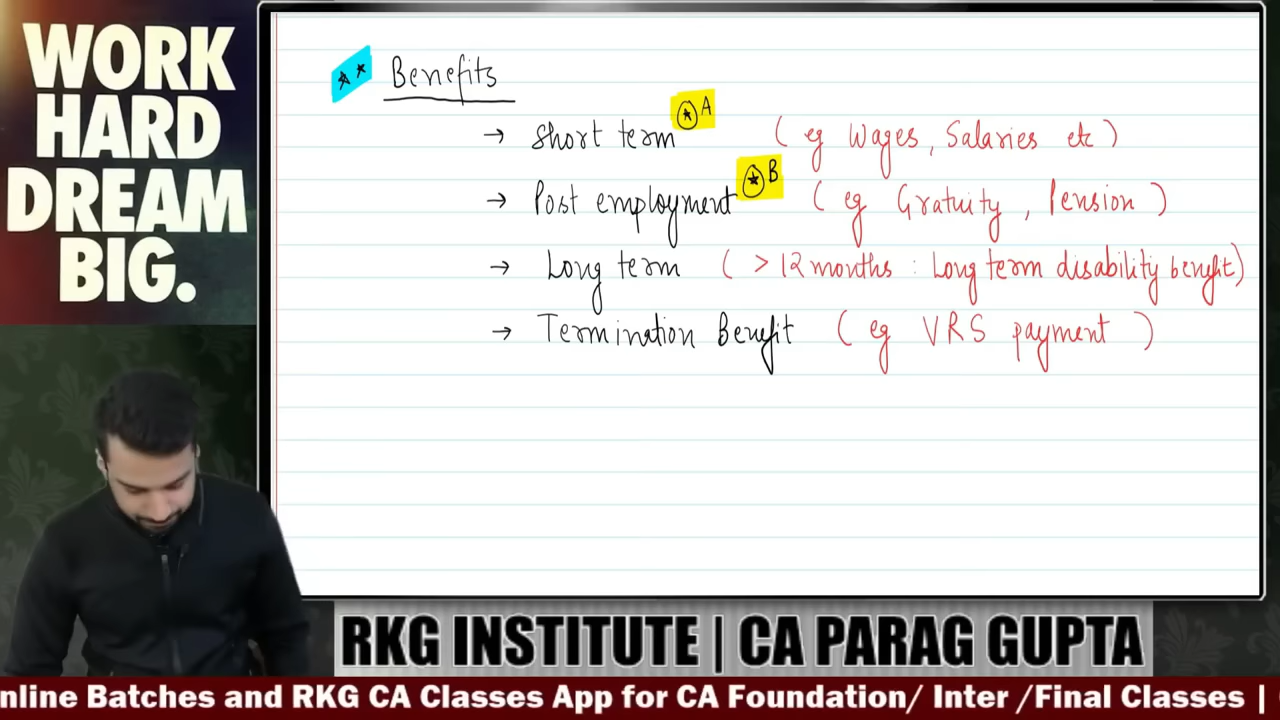 WORK
HARD
DREAM
BIG.
Benefits
→ Short term A (eg Wages, Salaries etc)
→ Post employment B (eg Gratuity, Pension)
→ Long term ( > 12 months : Long term disability benefit)
→ Termination Benefit (eg VRS payment)
RKG INSTITUTE | CA PARAG GUPTA
nline Batches and RKG CA Classes App for CA Foundation/ Inter /Final Classes |